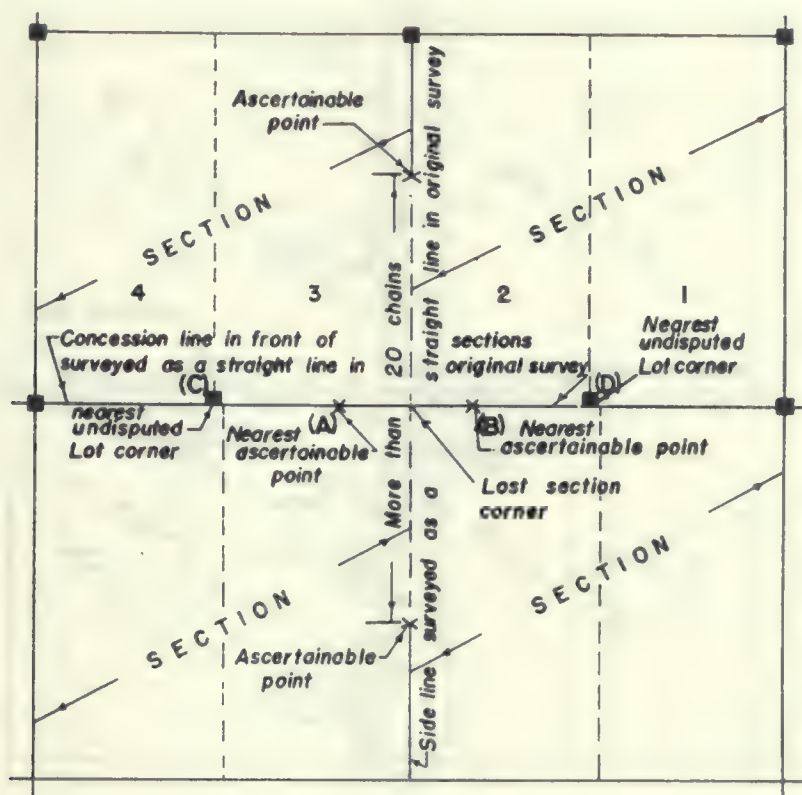 Ascertainable
point
SECTION
SECTION
straight line in original survey
20 chains
4
3
2
1
Concession line in front of
surveyed as a straight line in
sections
original survey
Nearest
undisputed
Lot corner
(C)
(D)
nearest
undisputed
Lot corner
(A)
Nearest
ascertainable
point
(B)
Nearest
ascertainable point
Lost section
corner
More than
surveyed as a
SECTION
SECTION
Ascertainable
point
Side line